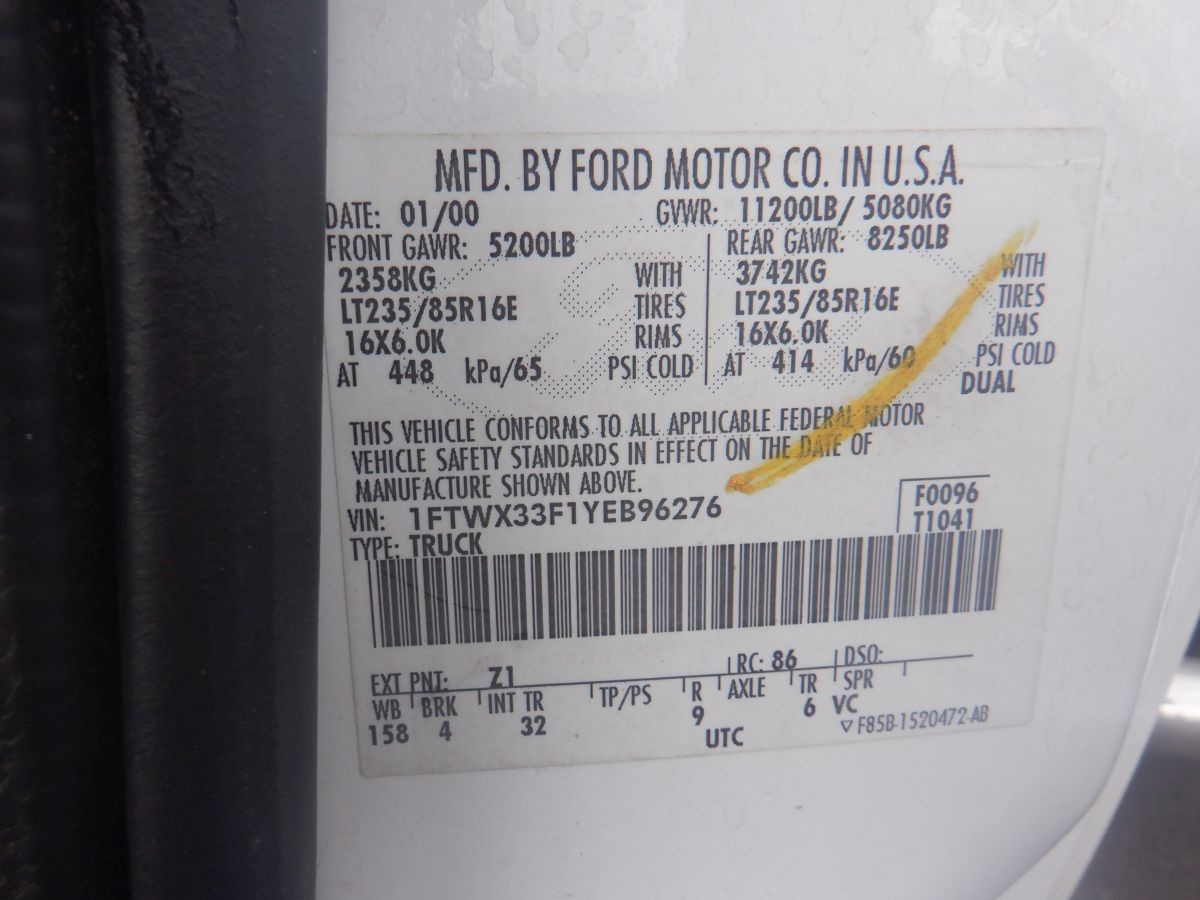 MFD. BY FORD MOTOR CO. IN U.S.A.
DATE: 01/00 GVWR: 11200LB/ 5080KG
FRONT GAWR: 5200LB REAR GAWR: 8250LB
2358KG WITH 3742KG WITH
LT235/85R16E TIRES LT235/85R16E TIRES
16X6.0K RIMS 16X6.0K RIMS
AT 448 kPa/65 PSI COLD AT 414 kPa/60 PSI COLD
DUAL
THIS VEHICLE CONFORMS TO ALL APPLICABLE FEDERAL MOTOR
VEHICLE SAFETY STANDARDS IN EFFECT ON THE DATE OF
MANUFACTURE SHOWN ABOVE.
VIN: 1FTWX33F1YEB96276 F0096
TYPE: TRUCK T1041
EXT PNT: Z1 RC: 86 DSO:
WB BRK INT TR TP/PS R AXLE TR SPR
158 4 32 9 6 VC
UTC ▽ F85B-1520472-AB